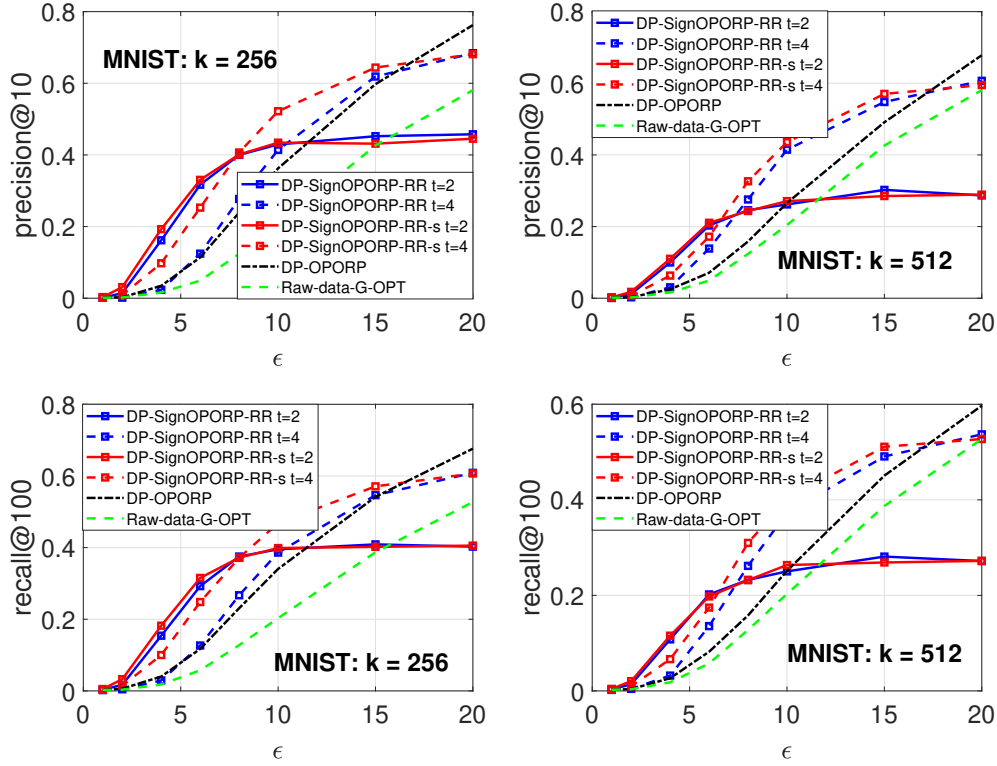 MNIST: k = 256
precision@10
0.8
0.6
0.4
0.2
0
DP-SignOPORP-RR t=2
DP-SignOPORP-RR t=4
DP-SignOPORP-RR-s t=2
DP-SignOPORP-RR-s t=4
DP-OPORP
Raw-data-G-OPT
0 5 10 15 20
ϵ
precision@10
0.8
0.6
0.4
0.2
0
DP-SignOPORP-RR t=2
DP-SignOPORP-RR t=4
DP-SignOPORP-RR-s t=2
DP-SignOPORP-RR-s t=4
DP-OPORP
Raw-data-G-OPT
MNIST: k = 512
0 5 10 15 20
ϵ
recall@100
0.8
0.6
0.4
0.2
0
DP-SignOPORP-RR t=2
DP-SignOPORP-RR t=4
DP-SignOPORP-RR-s t=2
DP-SignOPORP-RR-s t=4
DP-OPORP
Raw-data-G-OPT
MNIST: k = 256
0 5 10 15 20
ϵ
recall@100
0.6
0.4
0.2
0
DP-SignOPORP-RR t=2
DP-SignOPORP-RR t=4
DP-SignOPORP-RR-s t=2
DP-SignOPORP-RR-s t=4
DP-OPORP
Raw-data-G-OPT
MNIST: k = 512
0 5 10 15 20
ϵ